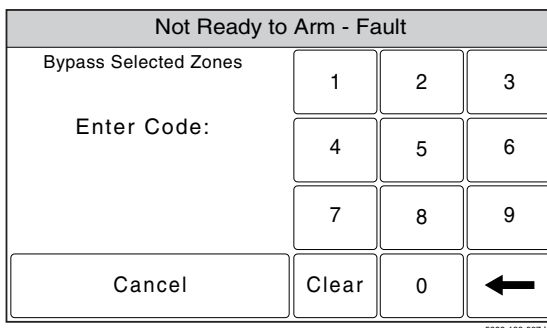 Not Ready to Arm - Fault
Bypass Selected Zones
Enter Code:
1 2 3
4 5 6
7 8 9
Cancel Clear 0